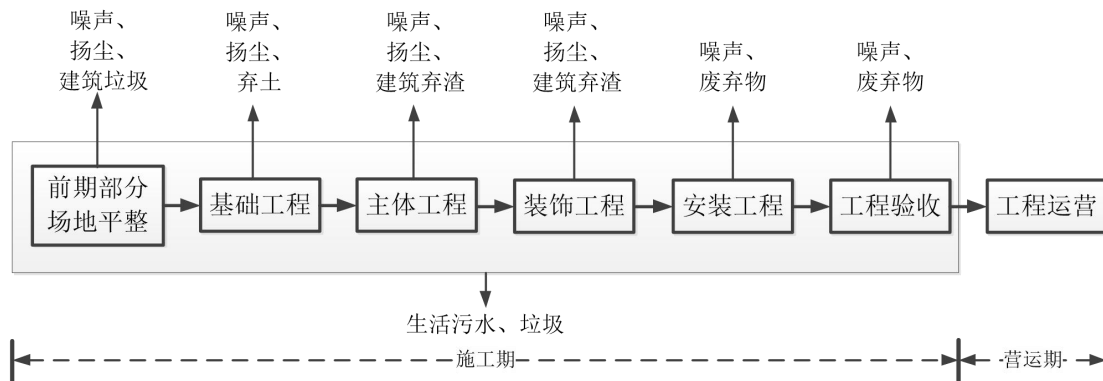 噪声、
扬尘、
建筑垃圾
噪声、
扬尘、
弃土
噪声、
扬尘、
建筑弃渣
噪声、
扬尘、
建筑弃渣
噪声、
废弃物
噪声、
废弃物
前期部分
场地平整
基础工程
主体工程
装饰工程
安装工程
工程验收
工程运营
生活污水、垃圾
施工期
营运期